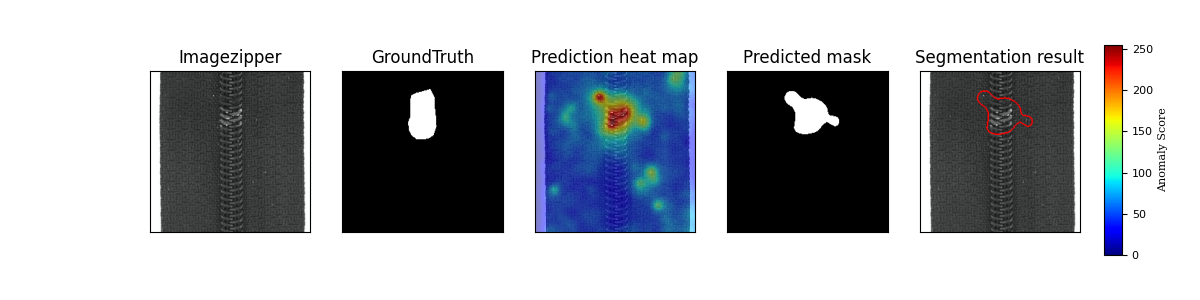 Imagezipper
GroundTruth
Prediction heat map
Predicted mask
Segmentation result
250
200
150
100
50
0
Anomaly Score